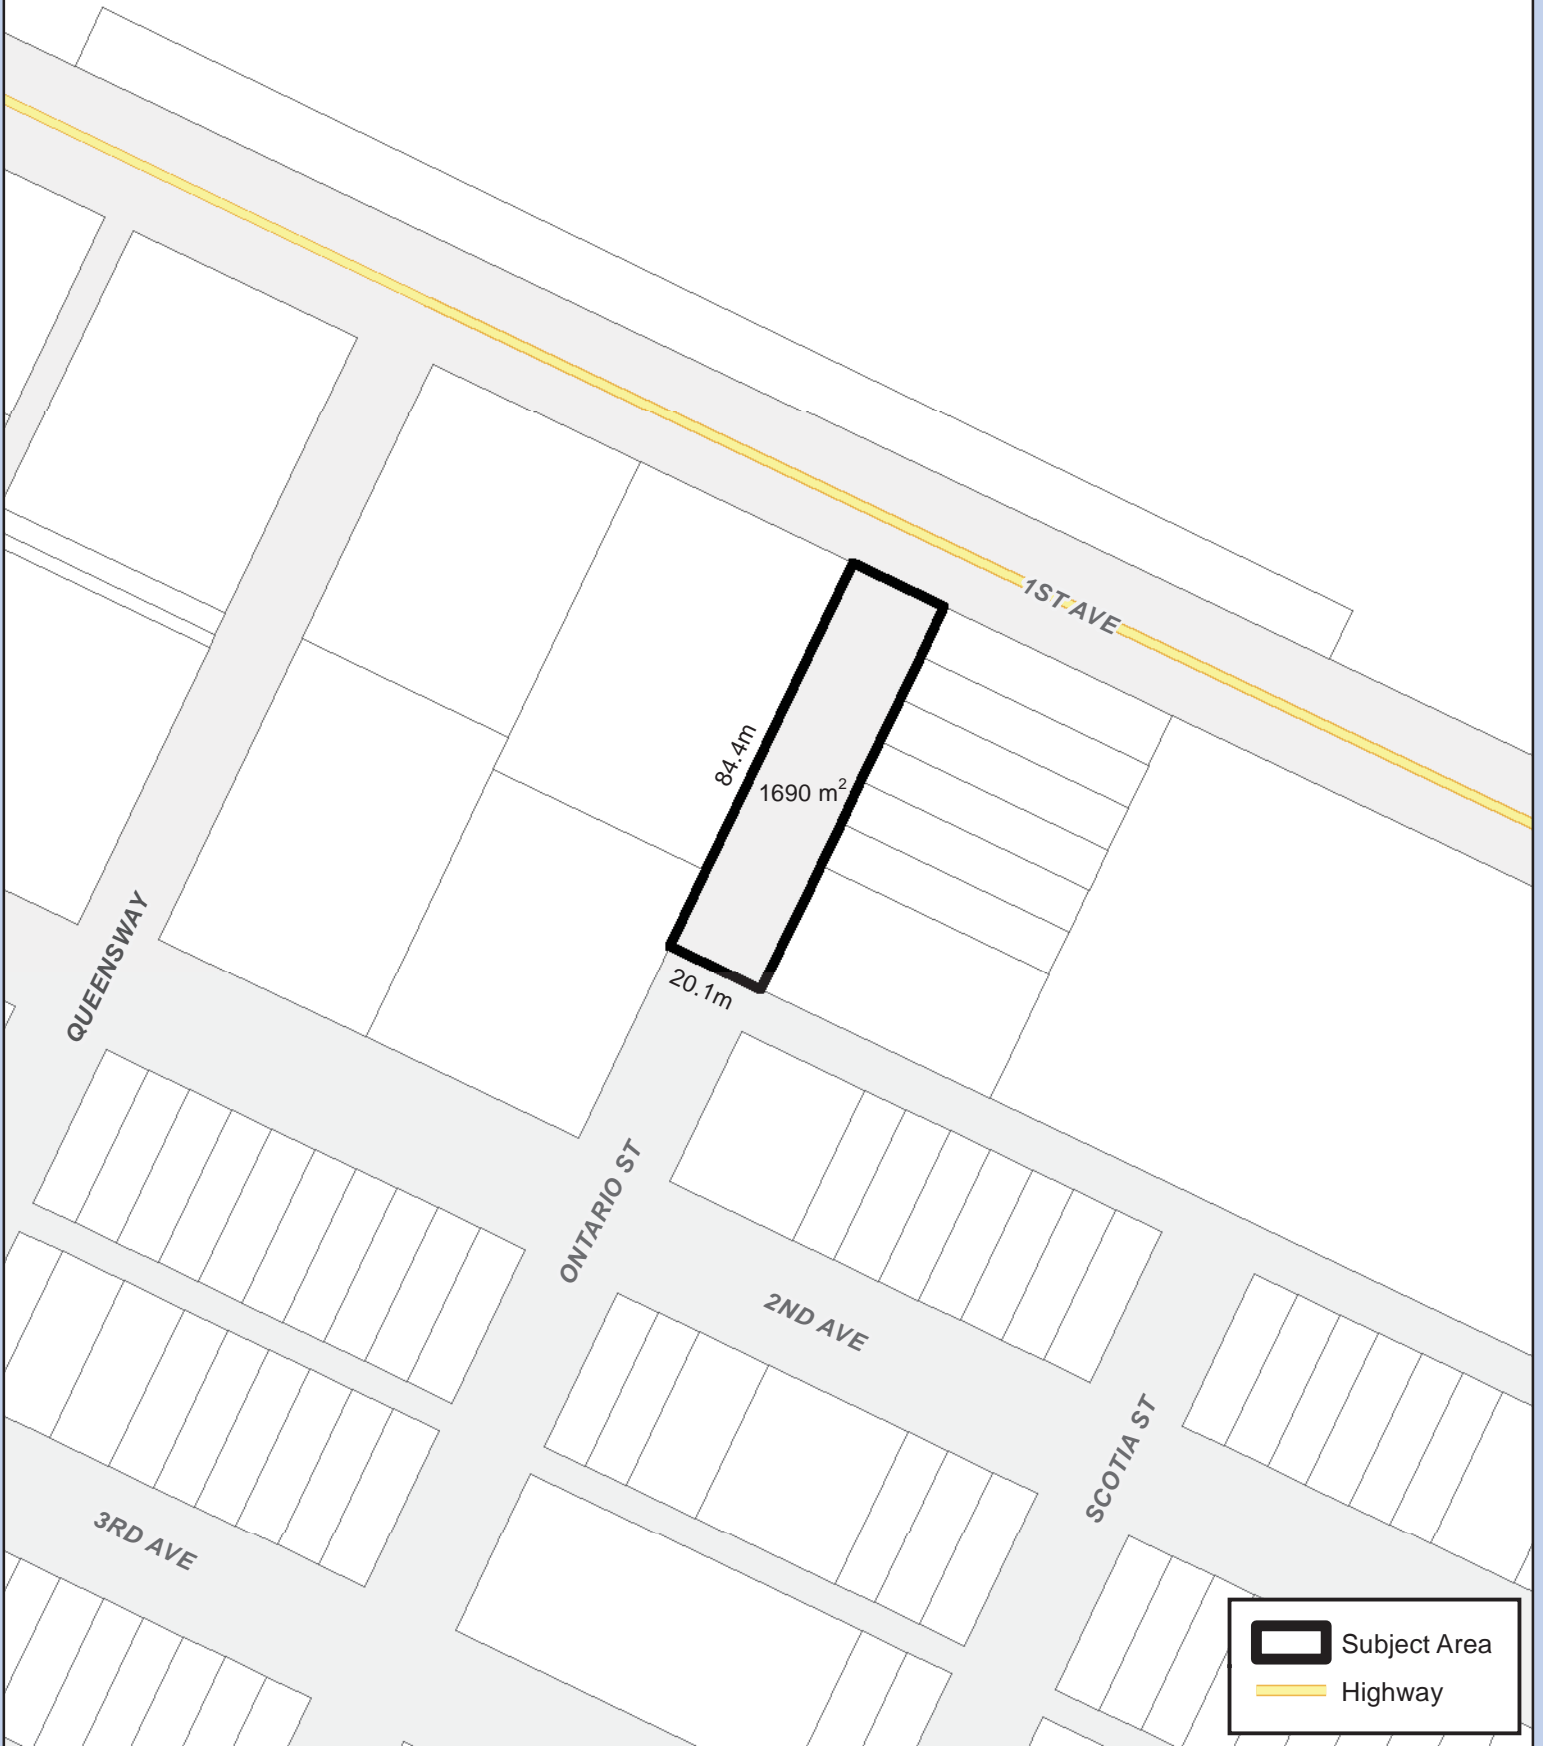 1ST AVE
84.4m
1690 m²
20.1m
QUEENSWAY
ONTARIO ST
2ND AVE
SCOTIA ST
3RD AVE
Subject Area
Highway